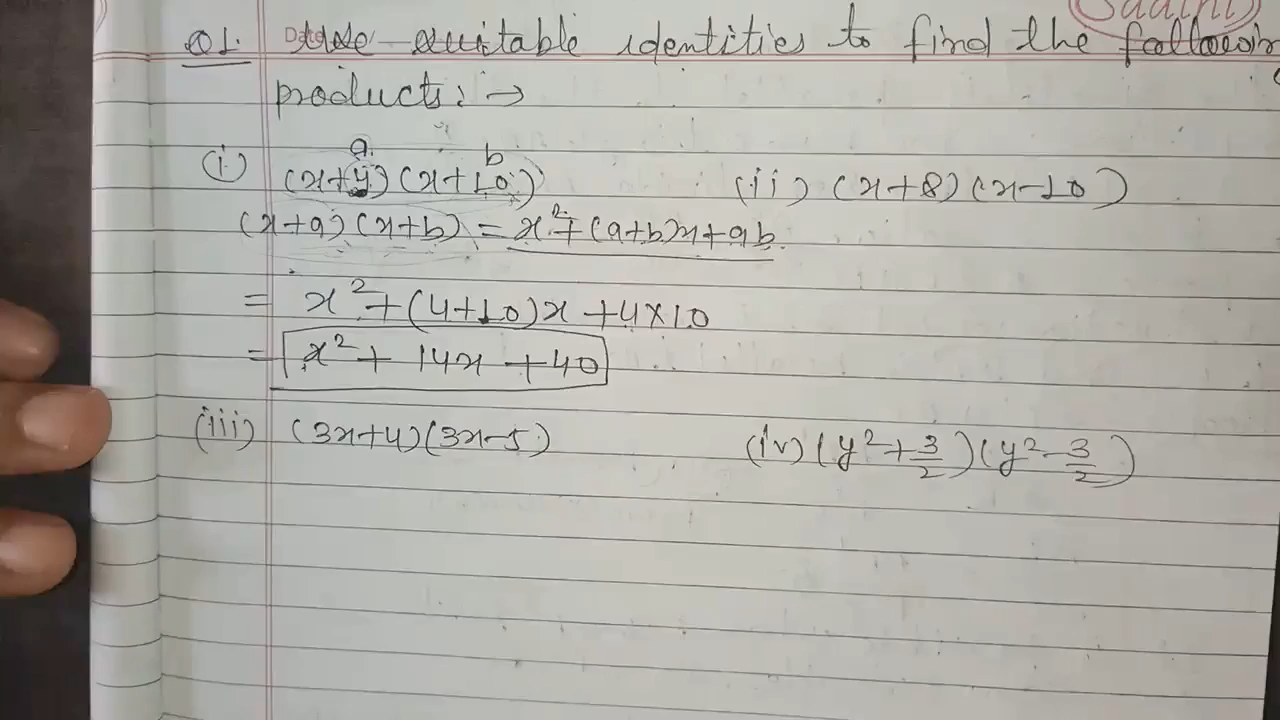 Q1. Use suitable identities to find the
products: →
(i) (x+4)(x+10) (ii) (x+8)(x-10)
a b
(x+a)(x+b) = x²+(a+b)x+ab
= x²+(4+10)x+4×10
= x²+14x+40
(iii) (3x+4)(3x-5) (iv) (y²+3/2)(y²-3/2)